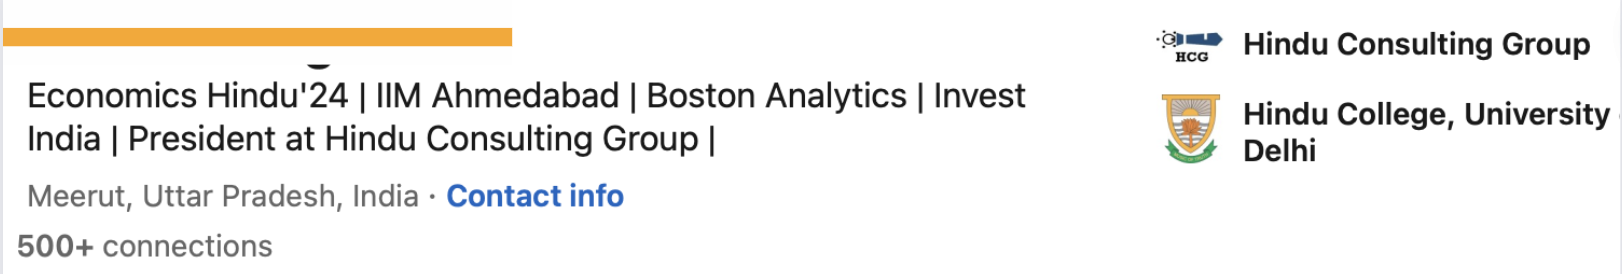 Economics Hindu'24 | IIM Ahmedabad | Boston Analytics | Invest
India | President at Hindu Consulting Group |
Meerut, Uttar Pradesh, India · Contact info
500+ connections
HCG
Hindu Consulting Group
Hindu College, University
Delhi